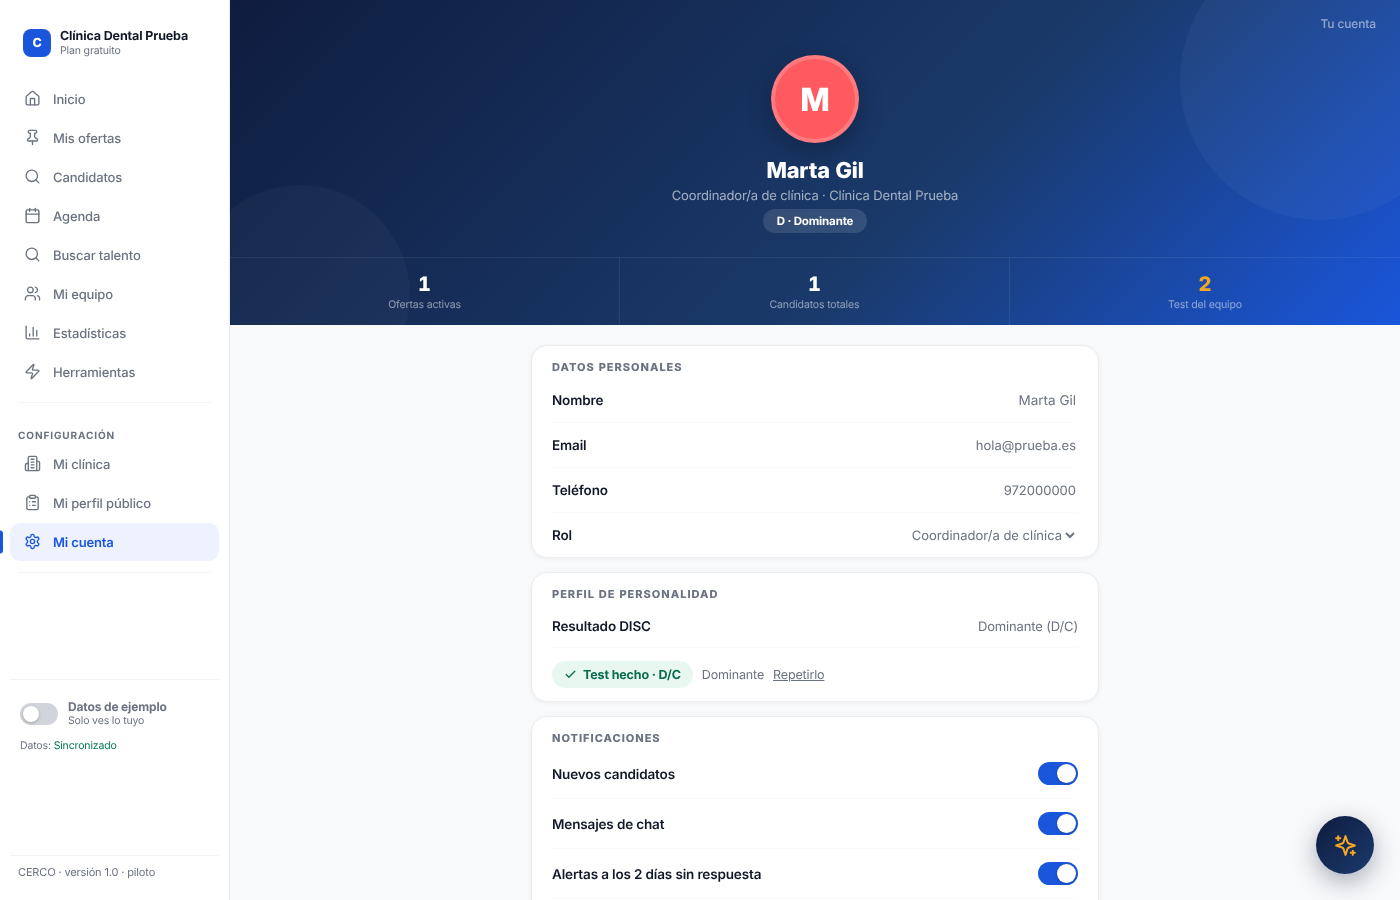 C
Clínica Dental Prueba
Plan gratuito
Inicio
Mis ofertas
Candidatos
Agenda
Buscar talento
Mi equipo
Estadísticas
Herramientas
CONFIGURACIÓN
Mi clínica
Mi perfil público
Mi cuenta
Datos de ejemplo
Solo ves lo tuyo
Datos: Sincronizado
CERCO · versión 1.0 · piloto
Tu cuenta
M
Marta Gil
Coordinador/a de clínica · Clínica Dental Prueba
D · Dominante
1
Ofertas activas
1
Candidatos totales
2
Test del equipo
DATOS PERSONALES
Nombre Marta Gil
Email hola@prueba.es
Teléfono 972000000
Rol Coordinador/a de clínica
PERFIL DE PERSONALIDAD
Resultado DISC Dominante (D/C)
Test hecho · D/C Dominante Repetirlo
NOTIFICACIONES
Nuevos candidatos
Mensajes de chat
Alertas a los 2 días sin respuesta